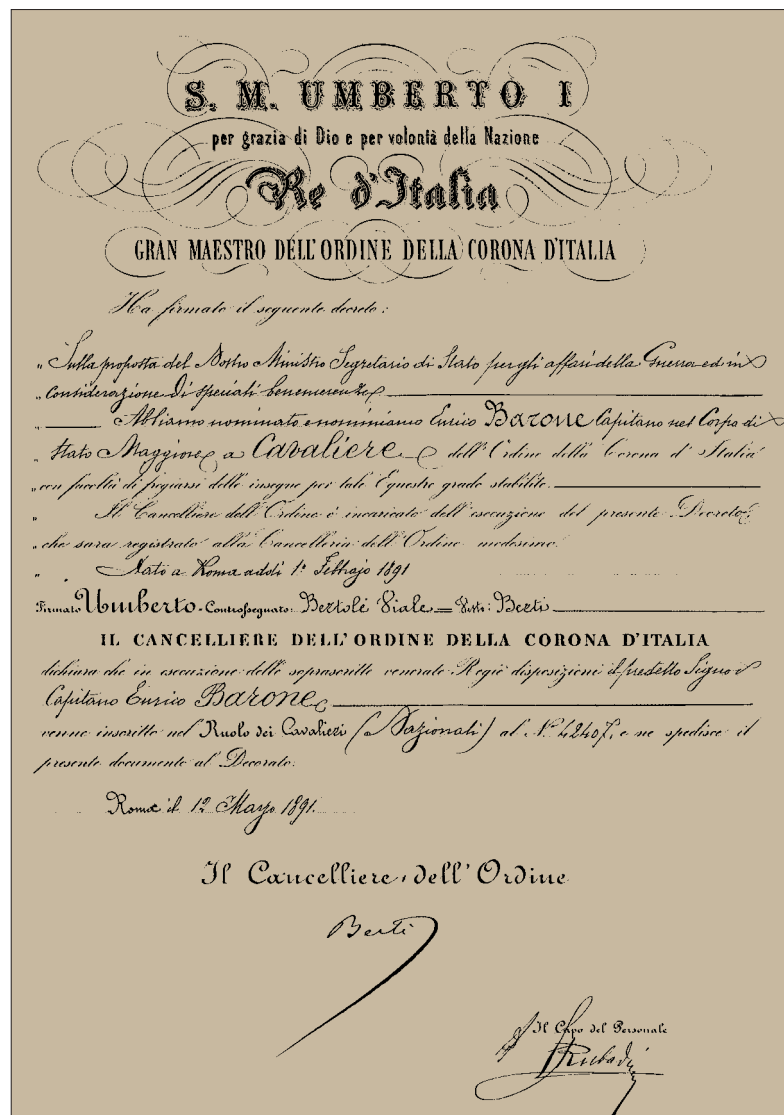 S. M. UMBERTO I
per grazia di Dio e per volontà della Nazione
Re d'Italia
GRAN MAESTRO DELL'ORDINE DELLA CORONA D'ITALIA
Ha firmato il seguente decreto:
„ Sulla proposta del Nostro Ministro Segretario di Stato per gli affari della Guerra ed in
„ considerazione di speciali benemerenze
„ Abbiamo nominato e nominiamo Enrico Barone Capitano nel Corpo di
„ Stato Maggiore a Cavaliere dell'Ordine della Corona d'Italia
„ con facoltà di fregiarsi delle insegne per tale Equestre grado stabilite.
„ Il Cancelliere dell'Ordine è incaricato dell'esecuzione del presente Decreto
„ che sarà registrato alla Cancelleria dell'Ordine medesimo.
„ Dato a Roma addì 1º Febbrajo 1891
Firmato Umberto - Controssegnato: Bertolè Viale = Visto: Berti
IL CANCELLIERE DELL'ORDINE DELLA CORONA D'ITALIA
dichiara che in esecuzione delle soprascritte venerate Regie disposizioni il predetto Signor
Capitano Enrico Barone
venne inscritto nel Ruolo dei Cavalieri (Nazionali) al N. 42407, e ne spedisce il
presente documento al Decorato.
Roma il 12 Marzo 1891.
Il Cancelliere dell'Ordine
Berti
Il Capo del Personale